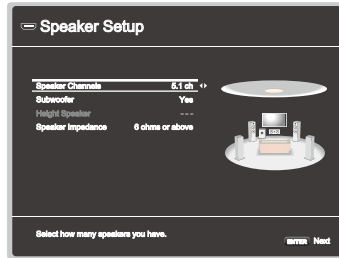 Speaker Setup
Speaker Channels 5.1 ch
Subwoofer Yes
Height Speaker ---
Speaker Impedance 6 ohms or above
Select how many speakers you have.
ENTER Next